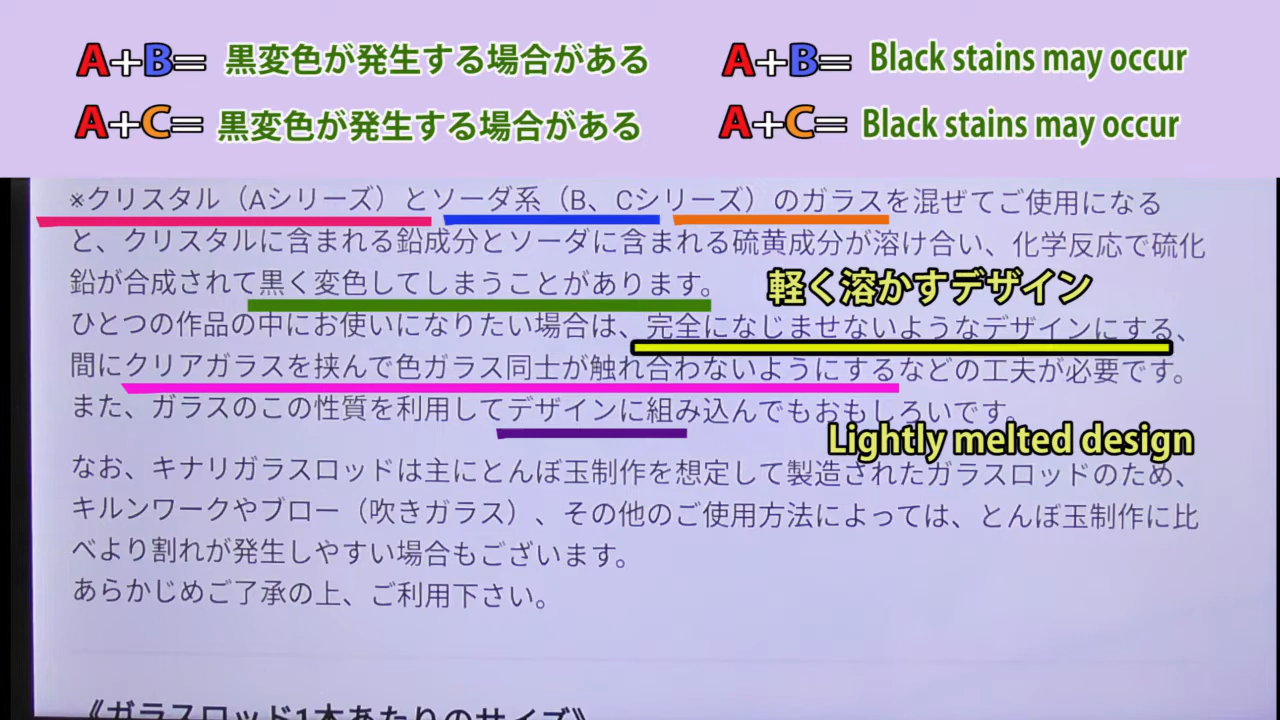 A+B= 黒変色が発生する場合がある
A+B= Black stains may occur
A+C= 黒変色が発生する場合がある
A+C= Black stains may occur
※クリスタル（Aシリーズ）とソーダ系（B、Cシリーズ）のガラスを混ぜてご使用になる
と、クリスタルに含まれる鉛成分とソーダに含まれる硫黄成分が溶け合い、化学反応で硫化
鉛が合成されて黒く変色してしまうことがあります。
軽く溶かすデザイン
ひとつの作品の中にお使いになりたい場合は、完全になじませないようなデザインにする、
間にクリアガラスを挟んで色ガラス同士が触れ合わないようにするなどの工夫が必要です。
また、ガラスのこの性質を利用してデザインに組み込んでもおもしろいです。
Lightly melted design
なお、キナリガラスロッドは主にとんぼ玉制作を想定して製造されたガラスロッドのため、
キルンワークやブロー（吹きガラス）、その他のご使用方法によっては、とんぼ玉制作に比
べより割れが発生しやすい場合もございます。
あらかじめご了承の上、ご利用下さい。
《ガラスロッド1本あたりのサイズ》